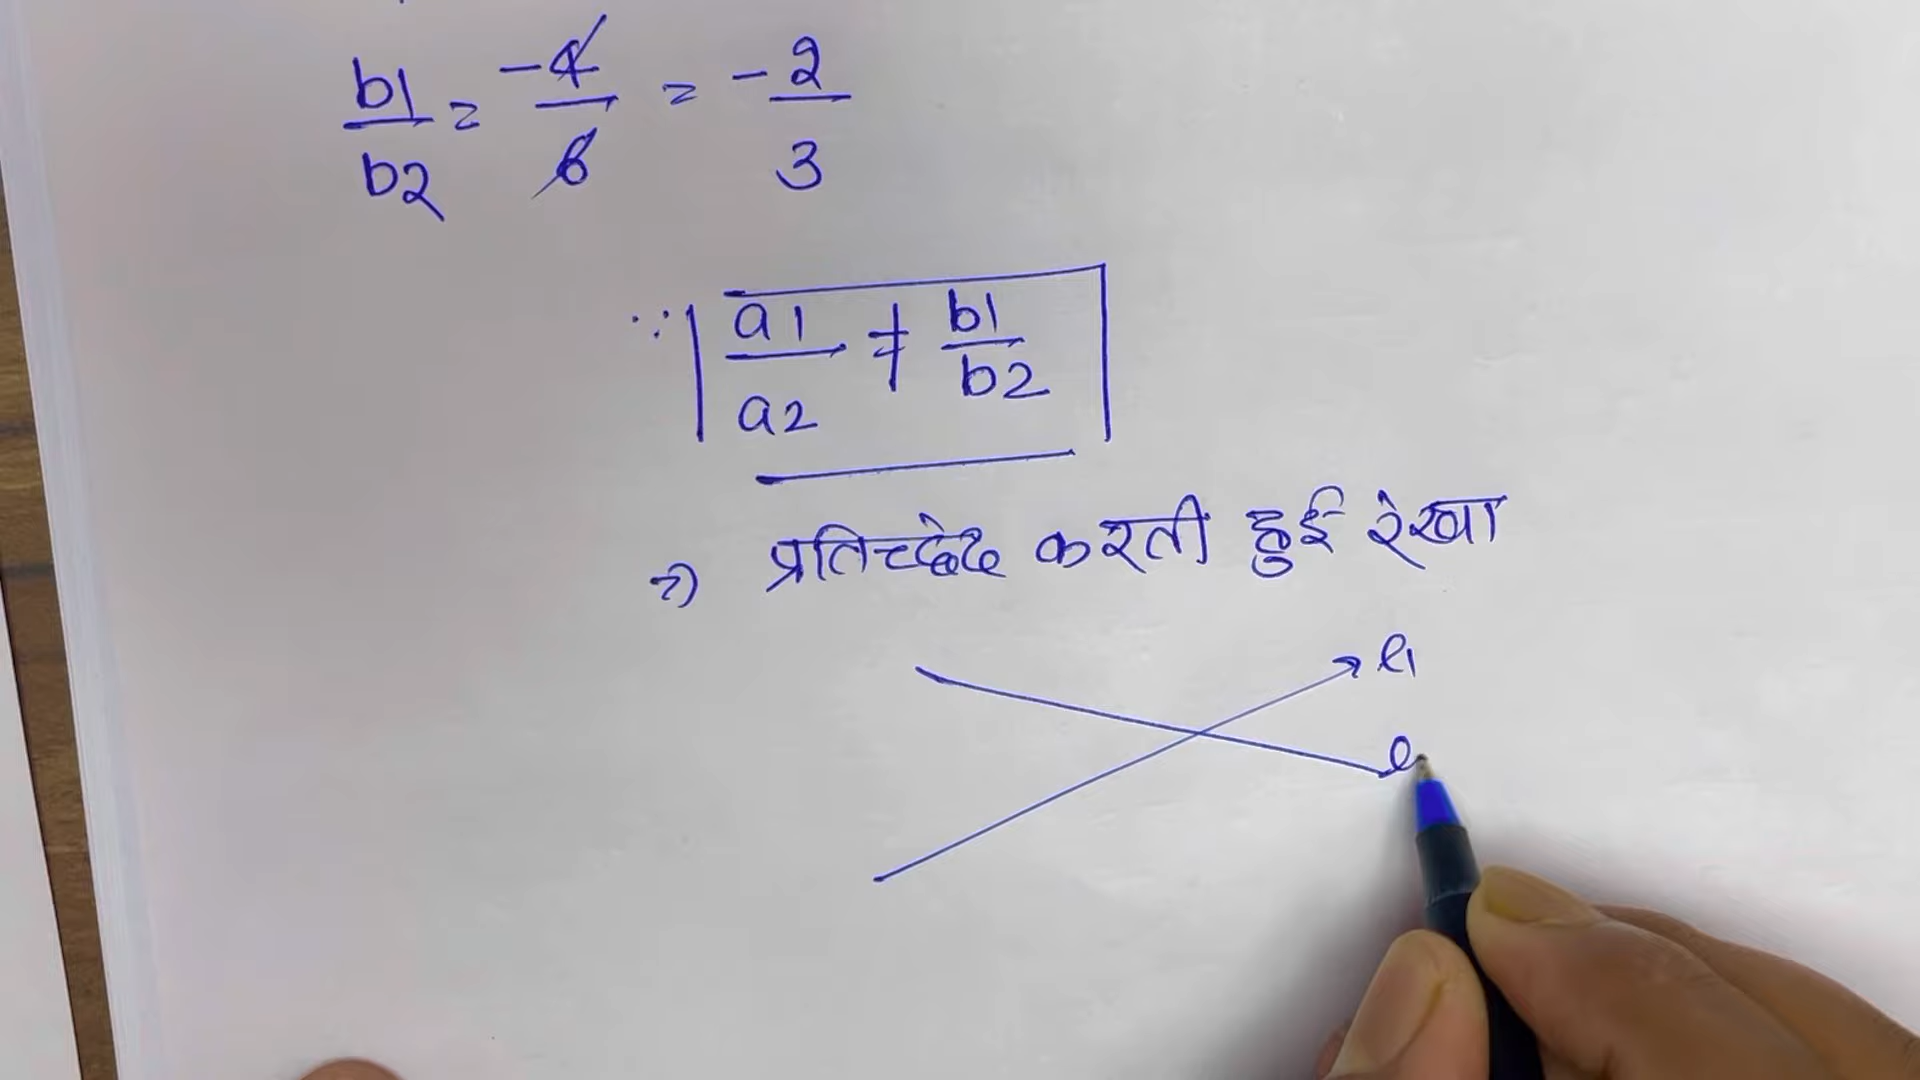 b1/b2 = -4/6 = -2/3
∵ a1/a2 ≠ b1/b2
⇒ प्रतिच्छेद करती हुई रेखा
l1
l